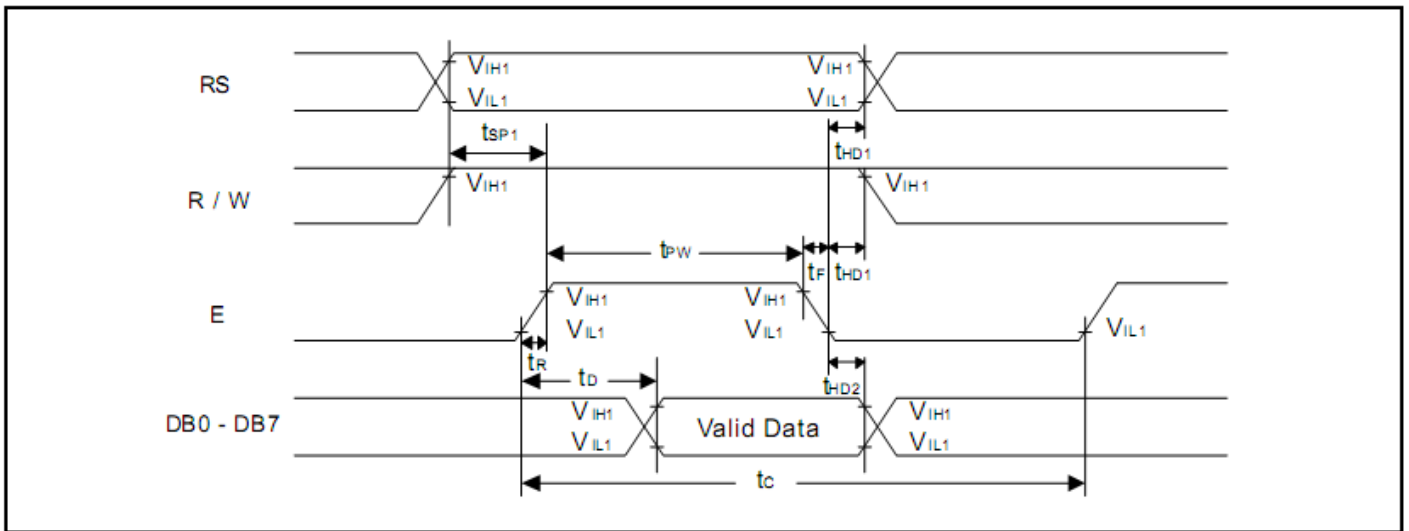 RS
VIH1 VIH1
VIL1 VIL1
tSP1 tHD1
R / W
VIH1 VIH1
tPW
tF tHD1
E
VIH1 VIH1
VIL1 VIL1 VIL1
tR
tD tHD2
DB0 - DB7
VIH1 Valid Data VIH1
VIL1 VIL1
tC